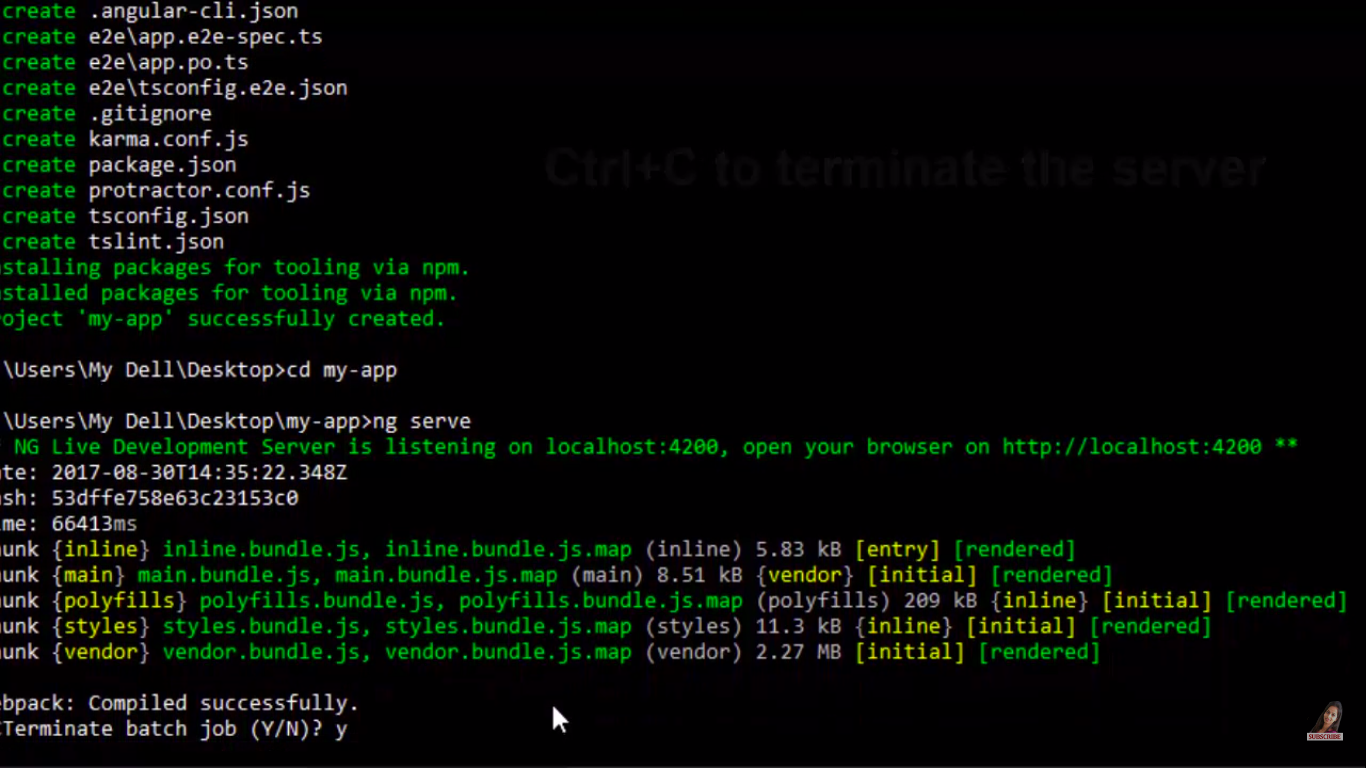 create .angular-cli.json
create e2e\app.e2e-spec.ts
create e2e\app.po.ts
create e2e\tsconfig.e2e.json
create .gitignore
create karma.conf.js
create package.json
create protractor.conf.js
create tsconfig.json
create tslint.json
stalling packages for tooling via npm.
stalled packages for tooling via npm.
oject 'my-app' successfully created.
\Users\My Dell\Desktop>cd my-app
\Users\My Dell\Desktop\my-app>ng serve
NG Live Development Server is listening on localhost:4200, open your browser on http://localhost:4200 **
te: 2017-08-30T14:35:22.348Z
sh: 53dffe758e63c23153c0
me: 66413ms
unk {inline} inline.bundle.js, inline.bundle.js.map (inline) 5.83 kB [entry] [rendered]
unk {main} main.bundle.js, main.bundle.js.map (main) 8.51 kB {vendor} [initial] [rendered]
unk {polyfills} polyfills.bundle.js, polyfills.bundle.js.map (polyfills) 209 kB {inline} [initial] [rendered]
unk {styles} styles.bundle.js, styles.bundle.js.map (styles) 11.3 kB {inline} [initial] [rendered]
unk {vendor} vendor.bundle.js, vendor.bundle.js.map (vendor) 2.27 MB [initial] [rendered]
bpack: Compiled successfully.
Terminate batch job (Y/N)? y
Ctrl+C to terminate the server
SUBSCRIBE